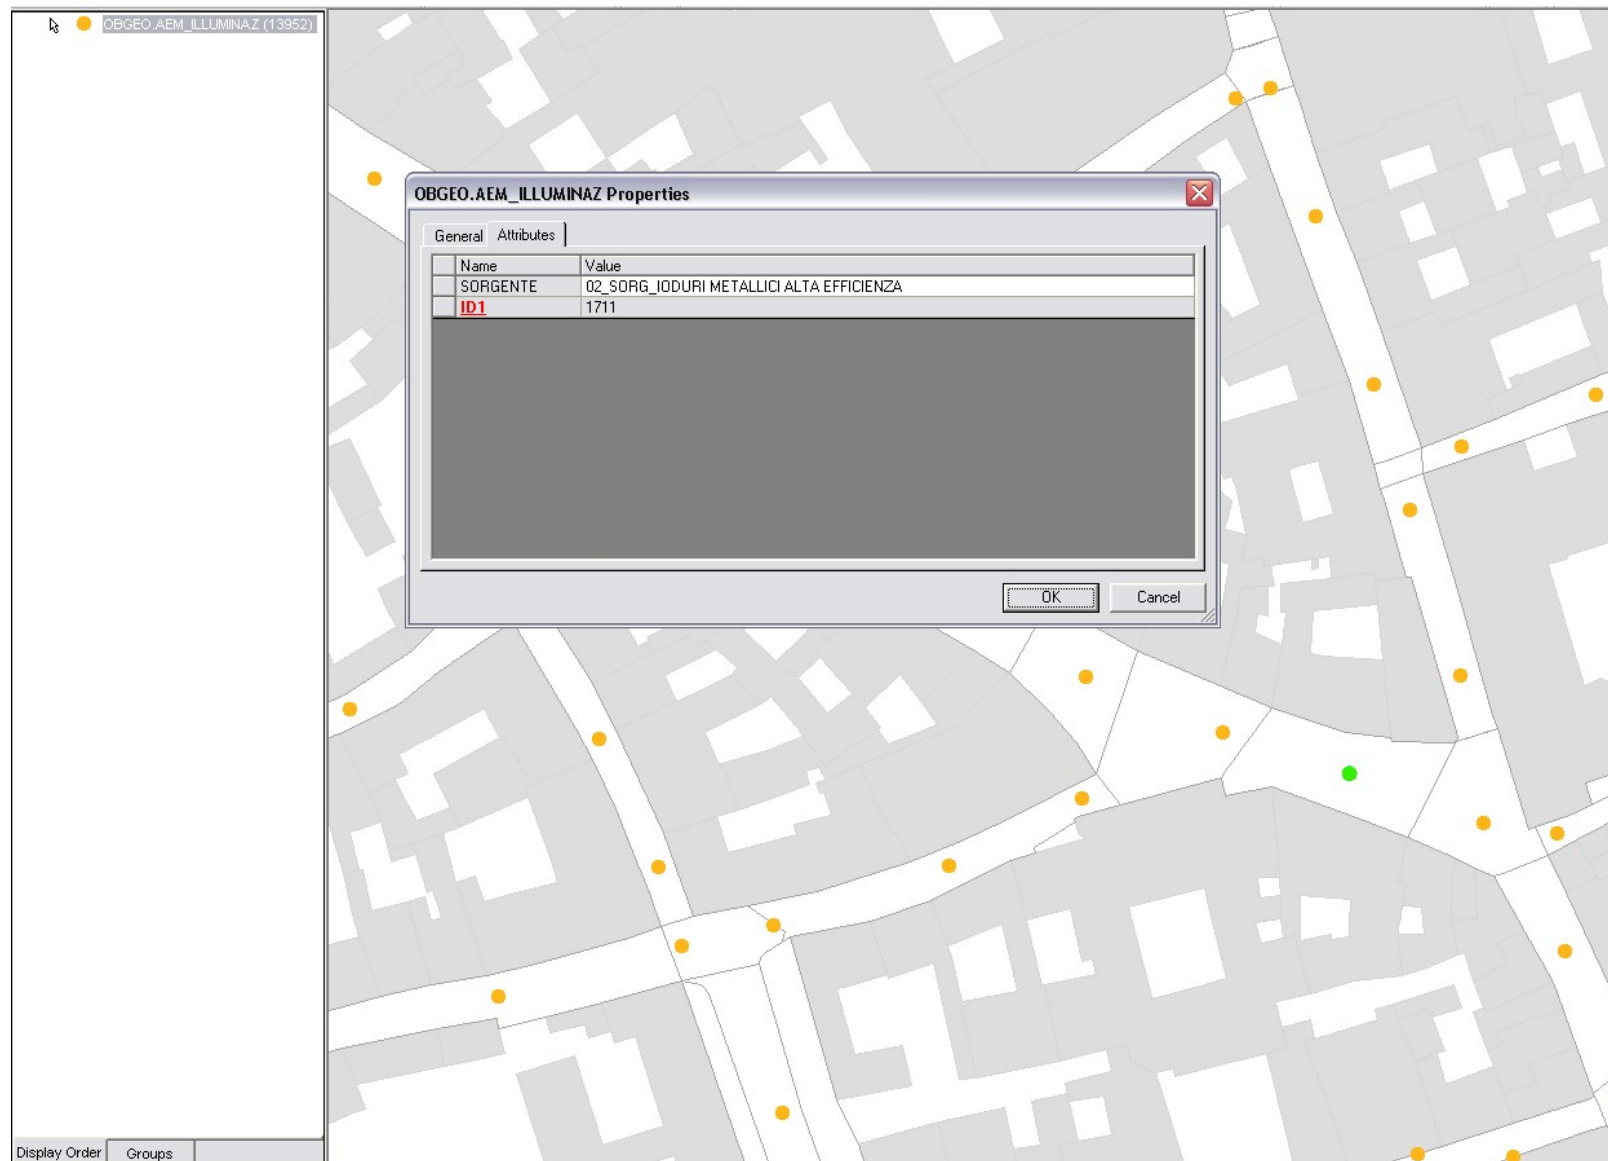 OBGEO.AEM_ILLUMINAZ (13952)
OBGEO.AEM_ILLUMINAZ Properties
General Attributes
Name Value
SORGENTE 02_SORG_IODURI METALLICI ALTA EFFICIENZA
ID1 1711
OK Cancel
Display Order Groups